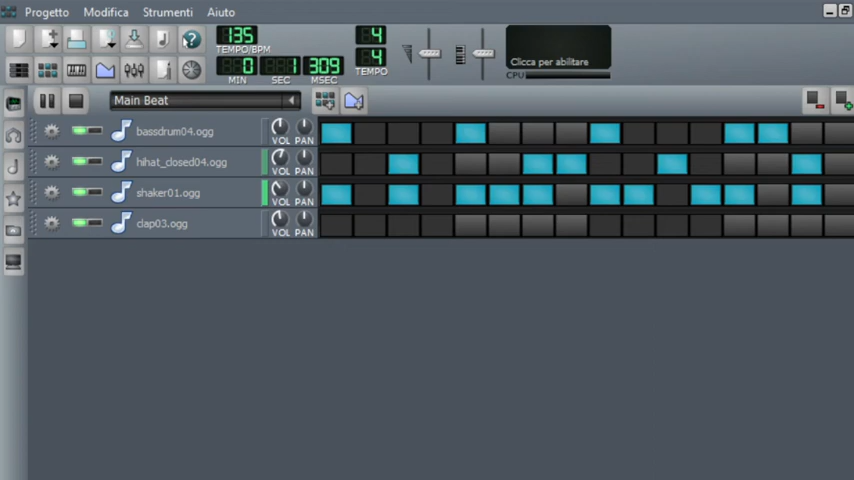 Progetto Modifica Strumenti Aiuto
135
TEMPO/BPM
0 1 309
MIN SEC MSEC
4
4
TEMPO
Clicca per abilitare
CPU
Main Beat
bassdrum04.ogg VOL PAN
hihat_closed04.ogg VOL PAN
shaker01.ogg VOL PAN
clap03.ogg VOL PAN